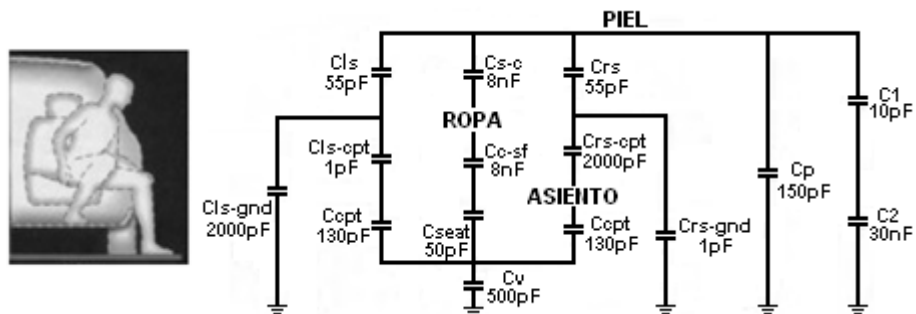 PIEL
Cls
55pF
Cs-c
8nF
Crs
55pF
C1
10pF
ROPA
Cls-cpt
1pF
Cc-sf
8nF
Crs-cpt
2000pF
Cp
150pF
Cls-gnd
2000pF
Ccpt
130pF
Cseat
50pF
ASIENTO
Ccpt
130pF
Crs-gnd
1pF
C2
30nF
Cv
500pF